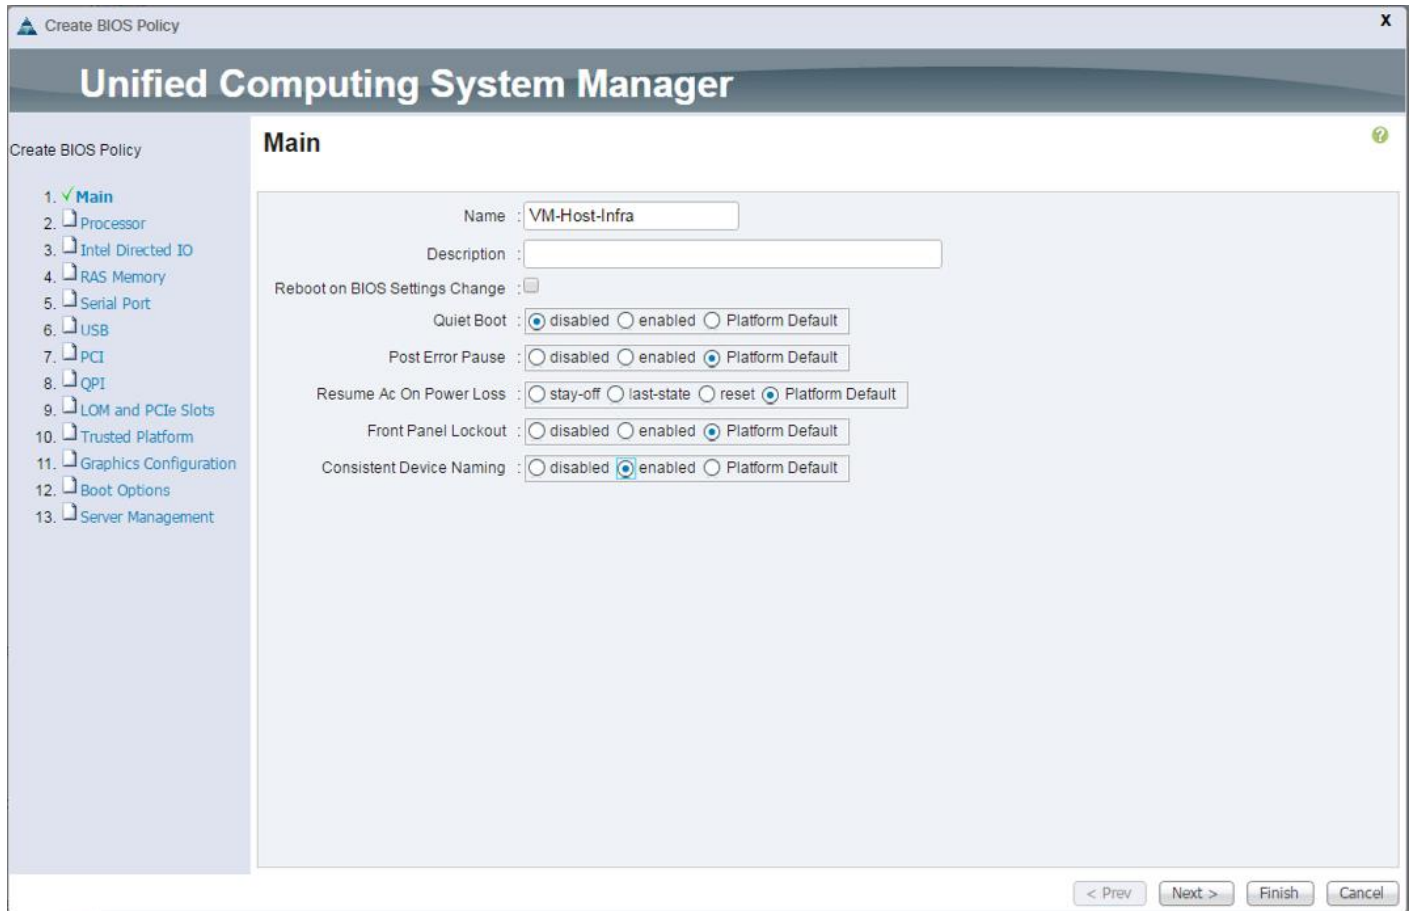 Create BIOS Policy X
Unified Computing System Manager
Create BIOS Policy
1. Main
2. Processor
3. Intel Directed IO
4. RAS Memory
5. Serial Port
6. USB
7. PCI
8. QPI
9. LOM and PCIe Slots
10. Trusted Platform
11. Graphics Configuration
12. Boot Options
13. Server Management
Main ?
Name : VM-Host-Infra
Description :
Reboot on BIOS Settings Change :
Quiet Boot : disabled enabled Platform Default
Post Error Pause : disabled enabled Platform Default
Resume Ac On Power Loss : stay-off last-state reset Platform Default
Front Panel Lockout : disabled enabled Platform Default
Consistent Device Naming : disabled enabled Platform Default
< Prev Next > Finish Cancel